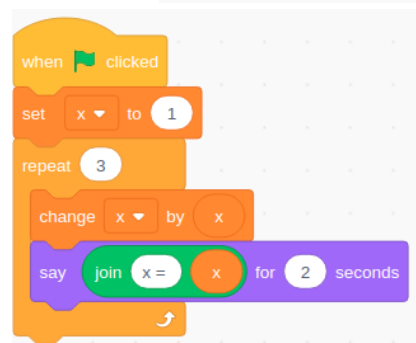 when clicked
set x to 1
repeat 3
change x by x
say join x = x for 2 seconds